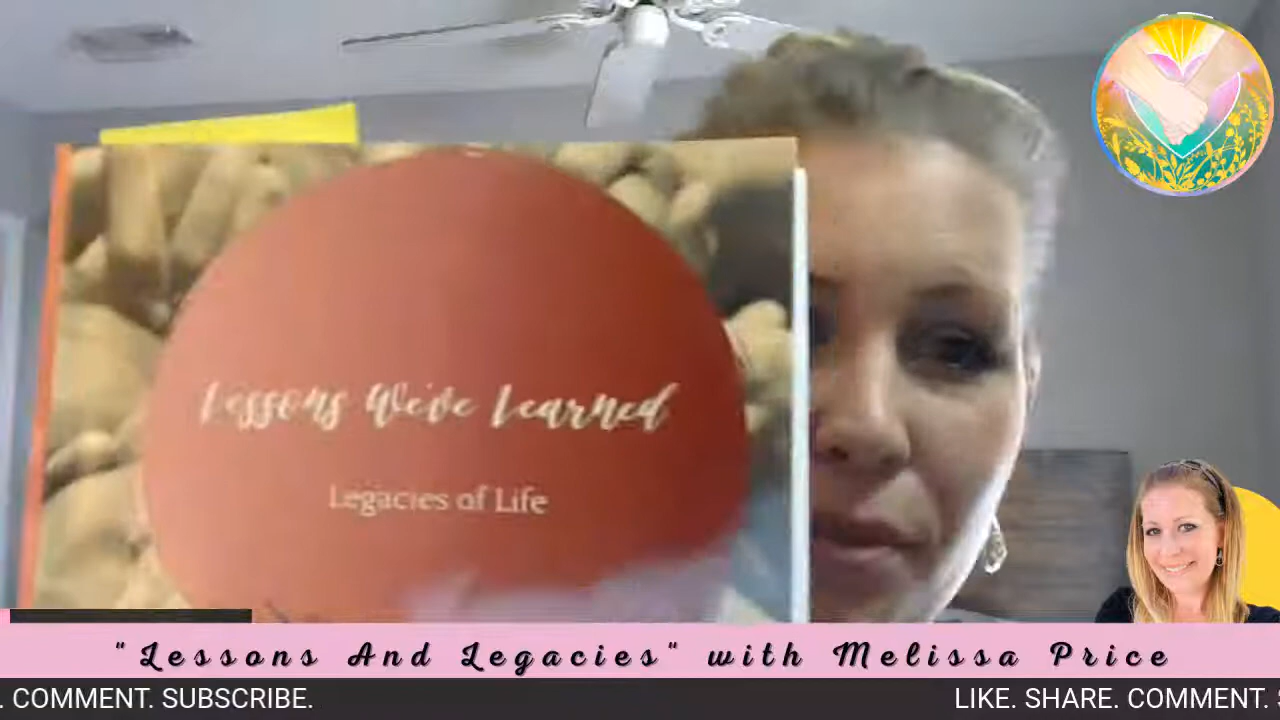 Lessons We've Learned
Legacies of Life
"Lessons And Legacies" with Melissa Price
. COMMENT. SUBSCRIBE.
LIKE. SHARE. COMMENT.